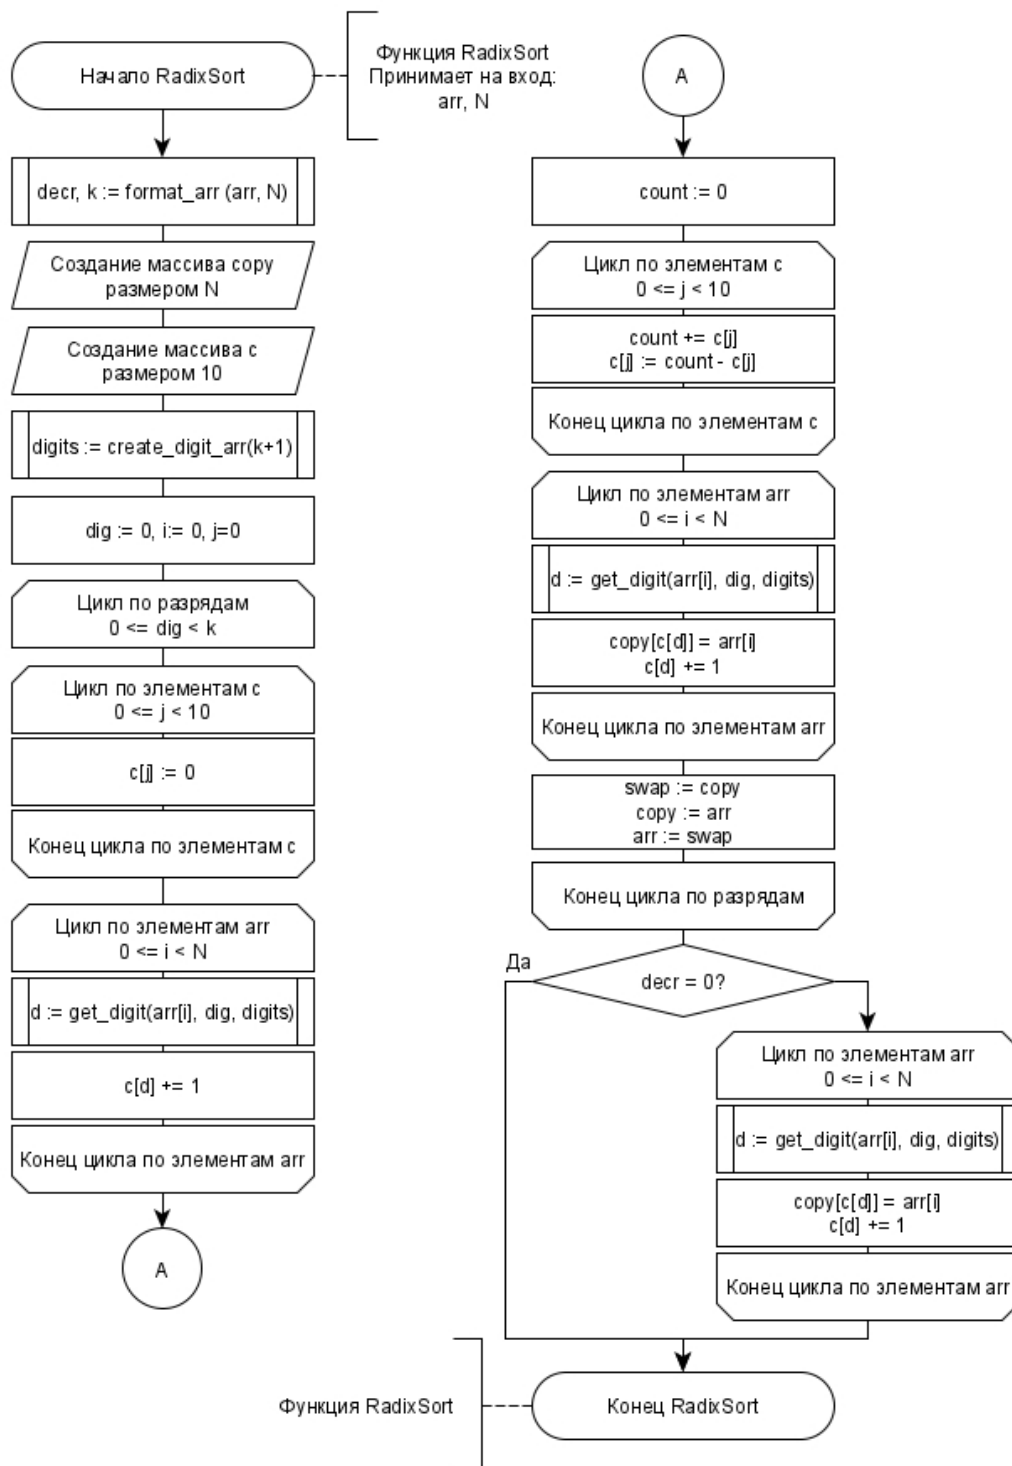 Начало RadixSort
Функция RadixSort
Принимает на вход:
arr, N
decr, k := format_arr (arr, N)
Создание массива copy
размером N
Создание массива c
размером 10
digits := create_digit_arr(k+1)
dig := 0, i:= 0, j=0
Цикл по разрядам
0 <= dig < k
Цикл по элементам c
0 <= j < 10
c[j] := 0
Конец цикла по элементам c
Цикл по элементам arr
0 <= i < N
d := get_digit(arr[i], dig, digits)
c[d] += 1
Конец цикла по элементам arr
A
A
count := 0
Цикл по элементам c
0 <= j < 10
count += c[j]
c[j] := count - c[j]
Конец цикла по элементам c
Цикл по элементам arr
0 <= i < N
d := get_digit(arr[i], dig, digits)
copy[c[d]] = arr[i]
c[d] += 1
Конец цикла по элементам arr
swap := copy
copy := arr
arr := swap
Конец цикла по разрядам
Да
decr = 0?
Цикл по элементам arr
0 <= i < N
d := get_digit(arr[i], dig, digits)
copy[c[d]] = arr[i]
c[d] += 1
Конец цикла по элементам arr
Функция RadixSort
Конец RadixSort